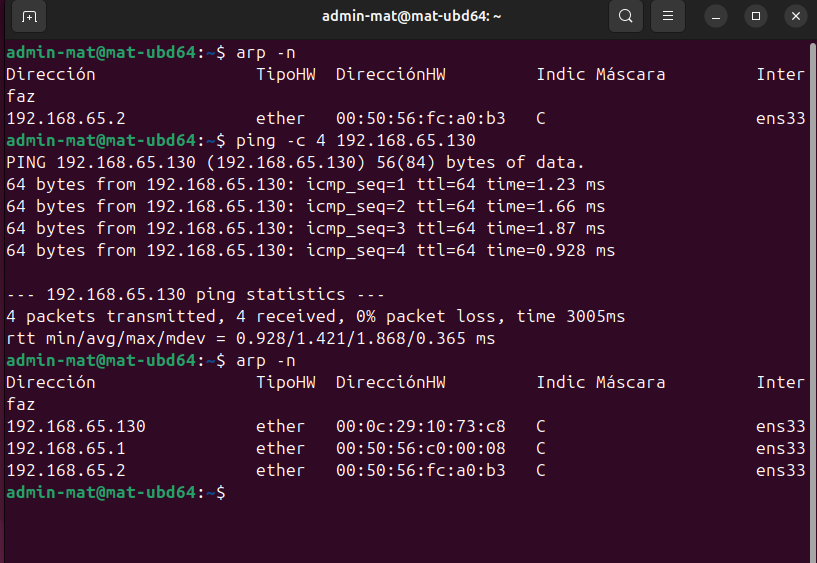 admin-mat@mat-ubd64: ~
admin-mat@mat-ubd64:~$ arp -n
Dirección                TipoHW  DirecciónHW         Indic Máscara         Inter
faz
192.168.65.2             ether   00:50:56:fc:a0:b3   C                     ens33
admin-mat@mat-ubd64:~$ ping -c 4 192.168.65.130
PING 192.168.65.130 (192.168.65.130) 56(84) bytes of data.
64 bytes from 192.168.65.130: icmp_seq=1 ttl=64 time=1.23 ms
64 bytes from 192.168.65.130: icmp_seq=2 ttl=64 time=1.66 ms
64 bytes from 192.168.65.130: icmp_seq=3 ttl=64 time=1.87 ms
64 bytes from 192.168.65.130: icmp_seq=4 ttl=64 time=0.928 ms

--- 192.168.65.130 ping statistics ---
4 packets transmitted, 4 received, 0% packet loss, time 3005ms
rtt min/avg/max/mdev = 0.928/1.421/1.868/0.365 ms
admin-mat@mat-ubd64:~$ arp -n
Dirección                TipoHW  DirecciónHW         Indic Máscara         Inter
faz
192.168.65.130           ether   00:0c:29:10:73:c8   C                     ens33
192.168.65.1             ether   00:50:56:c0:00:08   C                     ens33
192.168.65.2             ether   00:50:56:fc:a0:b3   C                     ens33
admin-mat@mat-ubd64:~$